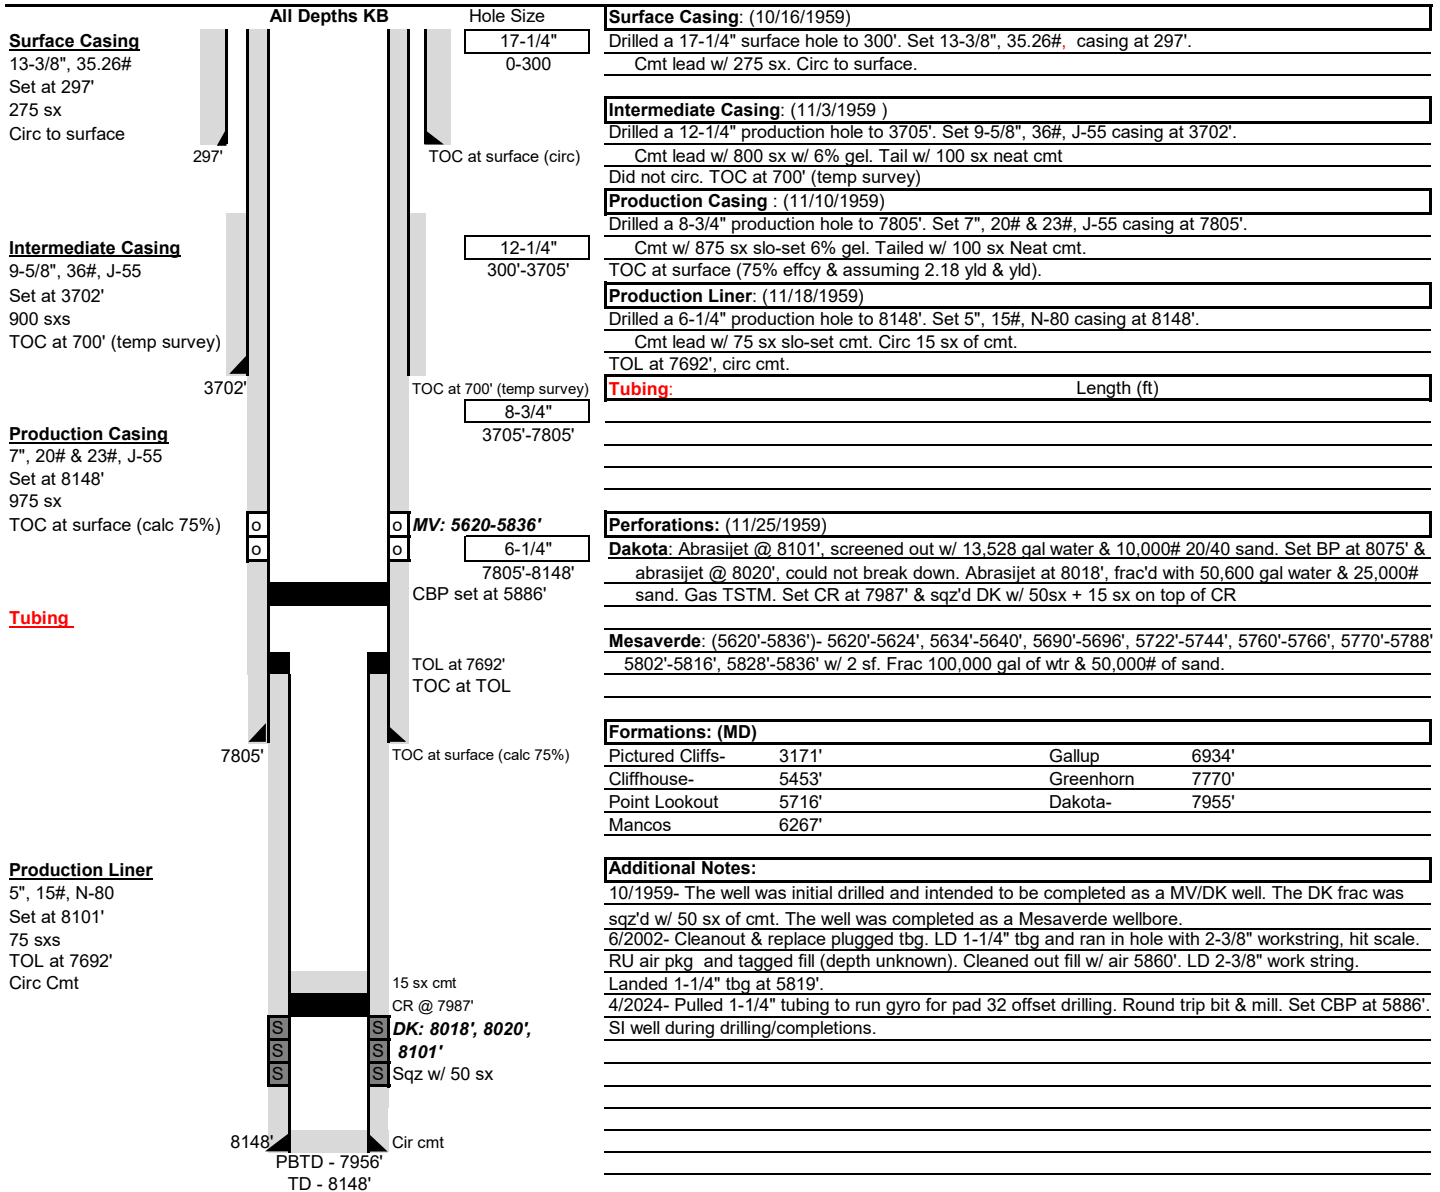 All Depths KB
Hole Size
Surface Casing
13-3/8", 35.26#
Set at 297'
275 sx
Circ to surface
297'
17-1/4"
0-300
TOC at surface (circ)
Intermediate Casing
9-5/8", 36#, J-55
Set at 3702'
900 sxs
TOC at 700' (temp survey)
3702'
12-1/4"
300'-3705'
TOC at 700' (temp survey)
8-3/4"
3705'-7805'
Production Casing
7", 20# & 23#, J-55
Set at 8148'
975 sx
TOC at surface (calc 75%)
o o MV: 5620-5836'
o o 6-1/4"
7805'-8148'
CBP set at 5886'
Tubing
TOL at 7692'
TOC at TOL
7805'
TOC at surface (calc 75%)
Production Liner
5", 15#, N-80
Set at 8101'
75 sxs
TOL at 7692'
Circ Cmt
15 sx cmt
CR @ 7987'
S S DK: 8018', 8020',
S S 8101'
S S Sqz w/ 50 sx
8148' Cir cmt
PBTD - 7956'
TD - 8148'
Surface Casing: (10/16/1959)
Drilled a 17-1/4" surface hole to 300'. Set 13-3/8", 35.26#, casing at 297'.
Cmt lead w/ 275 sx. Circ to surface.
Intermediate Casing: (11/3/1959 )
Drilled a 12-1/4" production hole to 3705'. Set 9-5/8", 36#, J-55 casing at 3702'.
Cmt lead w/ 800 sx w/ 6% gel. Tail w/ 100 sx neat cmt
Did not circ. TOC at 700' (temp survey)
Production Casing : (11/10/1959)
Drilled a 8-3/4" production hole to 7805'. Set 7", 20# & 23#, J-55 casing at 7805'.
Cmt w/ 875 sx slo-set 6% gel. Tailed w/ 100 sx Neat cmt.
TOC at surface (75% effcy & assuming 2.18 yld & yld).
Production Liner: (11/18/1959)
Drilled a 6-1/4" production hole to 8148'. Set 5", 15#, N-80 casing at 8148'.
Cmt lead w/ 75 sx slo-set cmt. Circ 15 sx of cmt.
TOL at 7692', circ cmt.
Tubing: Length (ft)
Perforations: (11/25/1959)
Dakota: Abrasijet @ 8101', screened out w/ 13,528 gal water & 10,000# 20/40 sand. Set BP at 8075' &
abrasijet @ 8020', could not break down. Abrasijet at 8018', frac'd with 50,600 gal water & 25,000#
sand. Gas TSTM. Set CR at 7987' & sqz'd DK w/ 50sx + 15 sx on top of CR
Mesaverde: (5620'-5836')- 5620'-5624', 5634'-5640', 5690'-5696', 5722'-5744', 5760'-5766', 5770'-5788'
5802'-5816', 5828'-5836' w/ 2 sf. Frac 100,000 gal of wtr & 50,000# of sand.
Formations: (MD)
Pictured Cliffs- 3171' Gallup 6934'
Cliffhouse- 5453' Greenhorn 7770'
Point Lookout 5716' Dakota- 7955'
Mancos 6267'
Additional Notes:
10/1959- The well was initial drilled and intended to be completed as a MV/DK well. The DK frac was
sqz'd w/ 50 sx of cmt. The well was completed as a Mesaverde wellbore.
6/2002- Cleanout & replace plugged tbg. LD 1-1/4" tbg and ran in hole with 2-3/8" workstring, hit scale.
RU air pkg and tagged fill (depth unknown). Cleaned out fill w/ air 5860'. LD 2-3/8" work string.
Landed 1-1/4" tbg at 5819'.
4/2024- Pulled 1-1/4" tubing to run gyro for pad 32 offset drilling. Round trip bit & mill. Set CBP at 5886'.
SI well during drilling/completions.